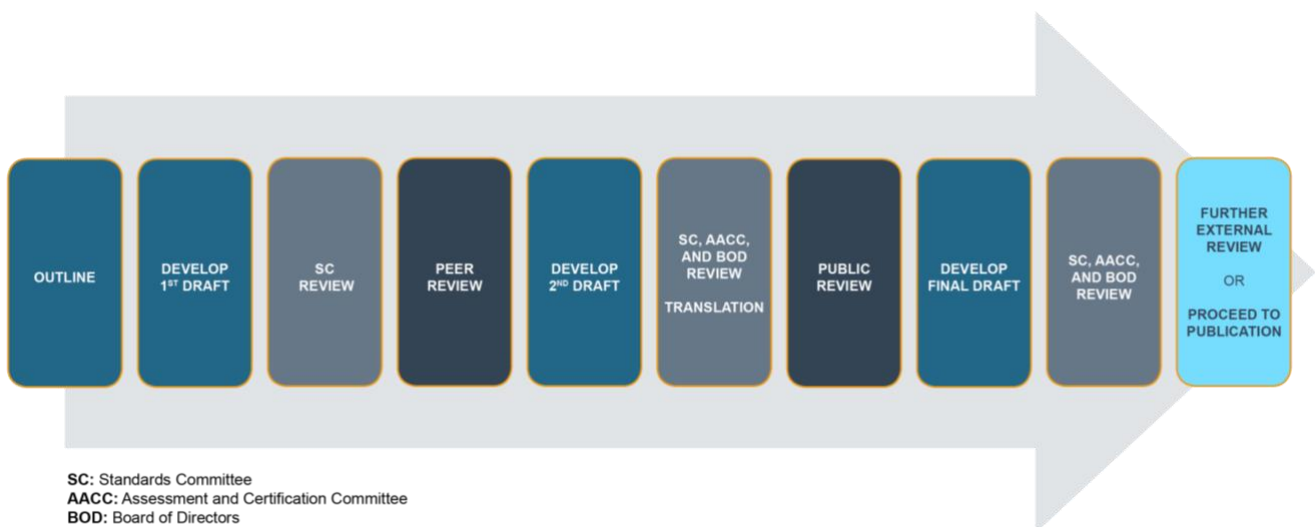 OUTLINE
DEVELOP
1ST DRAFT
SC
REVIEW
PEER
REVIEW
DEVELOP
2ND DRAFT
SC, AACC,
AND BOD
REVIEW
TRANSLATION
PUBLIC
REVIEW
DEVELOP
FINAL DRAFT
SC, AACC,
AND BOD
REVIEW
FURTHER
EXTERNAL
REVIEW
OR
PROCEED TO
PUBLICATION
SC: Standards Committee
AACC: Assessment and Certification Committee
BOD: Board of Directors